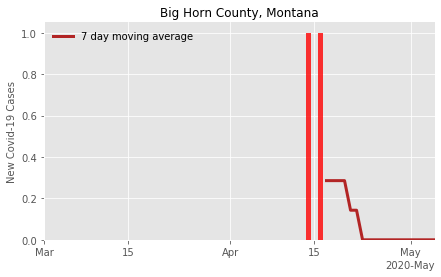 Big Horn County, Montana
7 day moving average
New Covid-19 Cases
1.0
0.8
0.6
0.4
0.2
0.0
Mar 15 Apr 15 May
2020-May